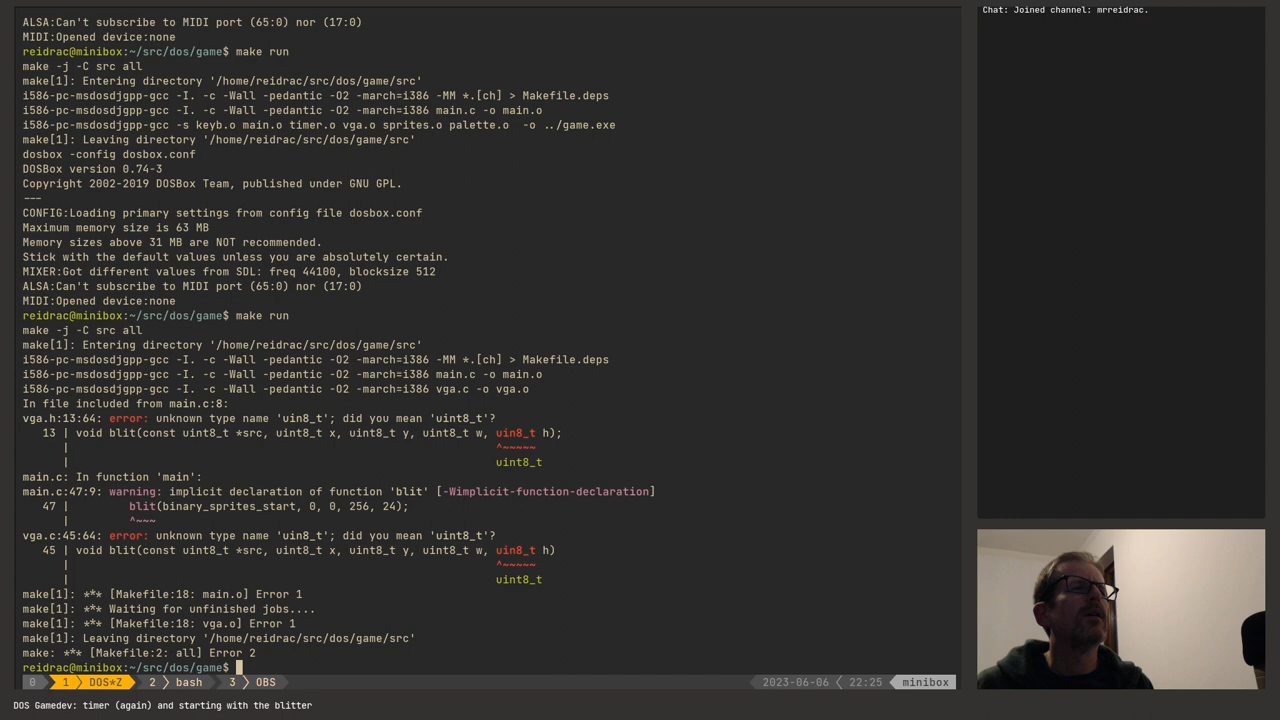 ALSA:Can't subscribe to MIDI port (65:0) nor (17:0)
MIDI:Opened device:none
reidrac@minibox:~/src/dos/game$ make run
make -j -C src all
make[1]: Entering directory '/home/reidrac/src/dos/game/src'
i586-pc-msdosdjgpp-gcc -I. -c -Wall -pedantic -O2 -march=i386 -MM *.[ch] > Makefile.deps
i586-pc-msdosdjgpp-gcc -I. -c -Wall -pedantic -O2 -march=i386 main.c -o main.o
i586-pc-msdosdjgpp-gcc -s keyb.o main.o timer.o vga.o sprites.o palette.o  -o ../game.exe
make[1]: Leaving directory '/home/reidrac/src/dos/game/src'
dosbox -config dosbox.conf
DOSBox version 0.74-3
Copyright 2002-2019 DOSBox Team, published under GNU GPL.
---
CONFIG:Loading primary settings from config file dosbox.conf
Maximum memory size is 63 MB
Memory sizes above 31 MB are NOT recommended.
Stick with the default values unless you are absolutely certain.
MIXER:Got different values from SDL: freq 44100, blocksize 512
ALSA:Can't subscribe to MIDI port (65:0) nor (17:0)
MIDI:Opened device:none
reidrac@minibox:~/src/dos/game$ make run
make -j -C src all
make[1]: Entering directory '/home/reidrac/src/dos/game/src'
i586-pc-msdosdjgpp-gcc -I. -c -Wall -pedantic -O2 -march=i386 -MM *.[ch] > Makefile.deps
i586-pc-msdosdjgpp-gcc -I. -c -Wall -pedantic -O2 -march=i386 main.c -o main.o
i586-pc-msdosdjgpp-gcc -I. -c -Wall -pedantic -O2 -march=i386 vga.c -o vga.o
In file included from main.c:8:
vga.h:13:64: error: unknown type name 'uin8_t'; did you mean 'uint8_t'?
   13 | void blit(const uint8_t *src, uint8_t x, uint8_t y, uint8_t w, uin8_t h);
      |                                                                ^~~~~~
      |                                                                uint8_t
main.c: In function 'main':
main.c:47:9: warning: implicit declaration of function 'blit' [-Wimplicit-function-declaration]
   47 |         blit(binary_sprites_start, 0, 0, 256, 24);
      |         ^~~~
vga.c:45:64: error: unknown type name 'uin8_t'; did you mean 'uint8_t'?
   45 | void blit(const uint8_t *src, uint8_t x, uint8_t y, uint8_t w, uin8_t h)
      |                                                                ^~~~~~
      |                                                                uint8_t
make[1]: *** [Makefile:18: main.o] Error 1
make[1]: *** Waiting for unfinished jobs....
make[1]: *** [Makefile:18: vga.o] Error 1
make[1]: Leaving directory '/home/reidrac/src/dos/game/src'
make: *** [Makefile:2: all] Error 2
reidrac@minibox:~/src/dos/game$
0 1 DOS*Z 2 bash 3 OBS 2023-06-06 22:25 minibox
DOS Gamedev: timer (again) and starting with the blitter
Chat: Joined channel: mrreidrac.